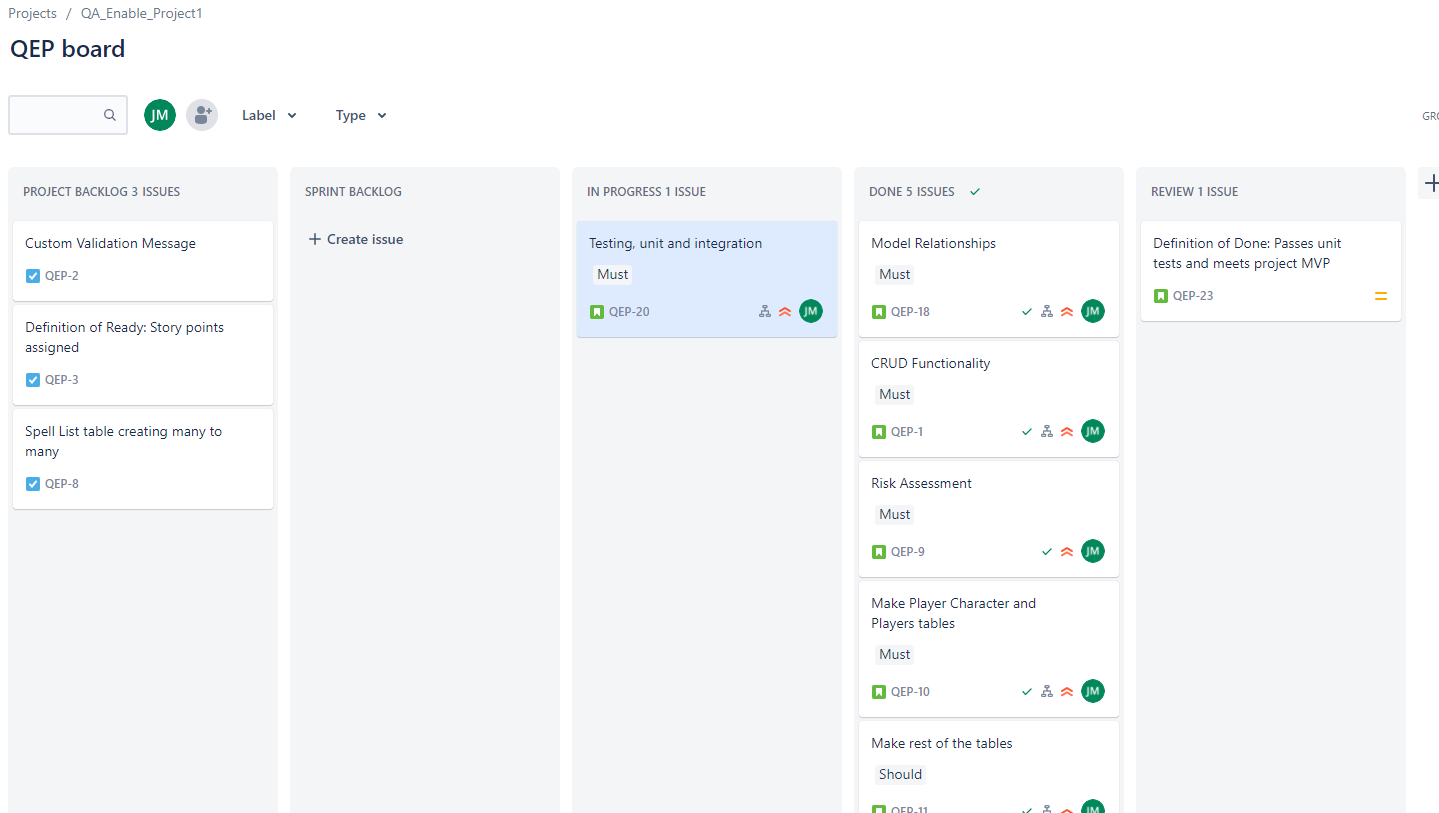 Projects / QA_Enable_Project1
QEP board
JM
Label
Type
GRO
PROJECT BACKLOG 3 ISSUES
Custom Validation Message
QEP-2
Definition of Ready: Story points
assigned
QEP-3
Spell List table creating many to
many
QEP-8
SPRINT BACKLOG
+ Create issue
IN PROGRESS 1 ISSUE
Testing, unit and integration
Must
QEP-20
JM
DONE 5 ISSUES
Model Relationships
Must
QEP-18
JM
CRUD Functionality
Must
QEP-1
JM
Risk Assessment
Must
QEP-9
JM
Make Player Character and
Players tables
Must
QEP-10
JM
Make rest of the tables
Should
QEP-11
JM
REVIEW 1 ISSUE
Definition of Done: Passes unit
tests and meets project MVP
QEP-23